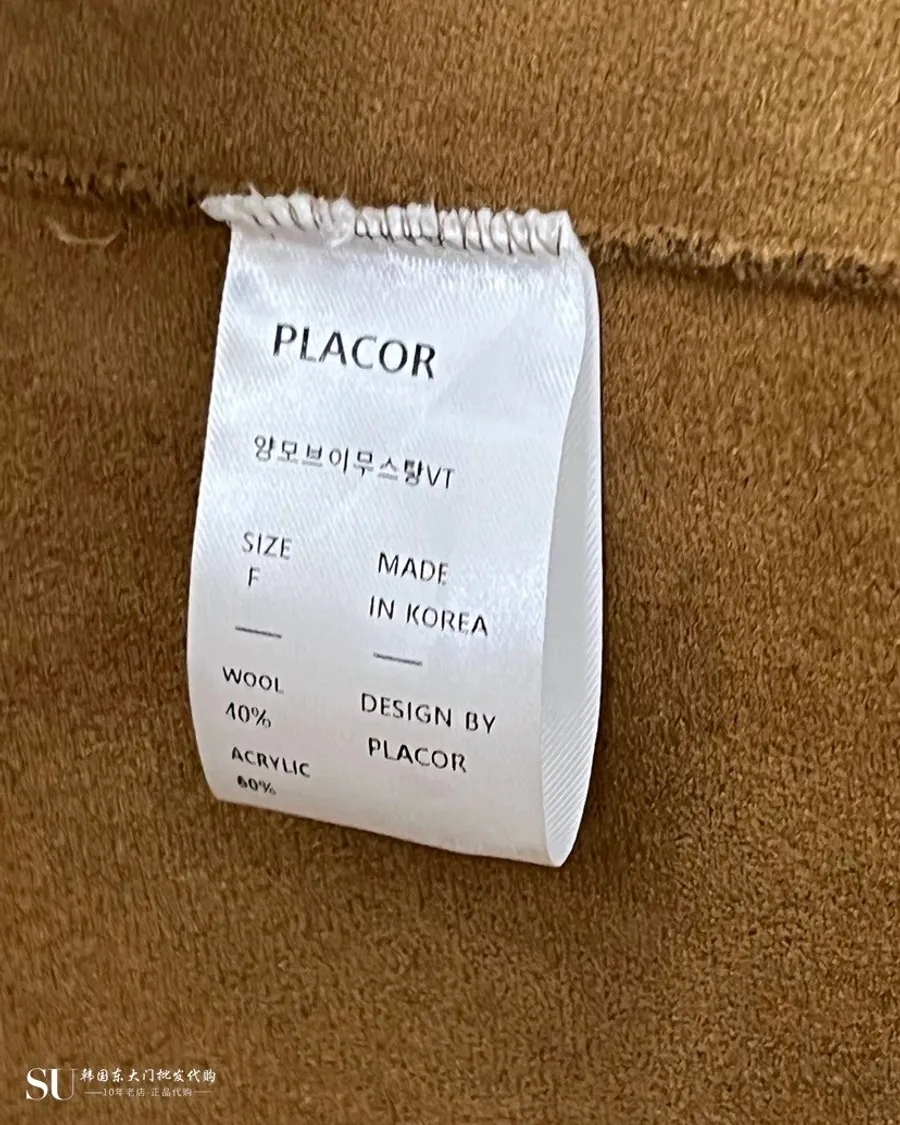 PLACOR
양모브이무스탕VT
SIZE
F
MADE
IN KOREA
WOOL
40%
ACRYLIC
60%
DESIGN BY
PLACOR
SU 韩国东大门批发代购
10年老店·正品代购